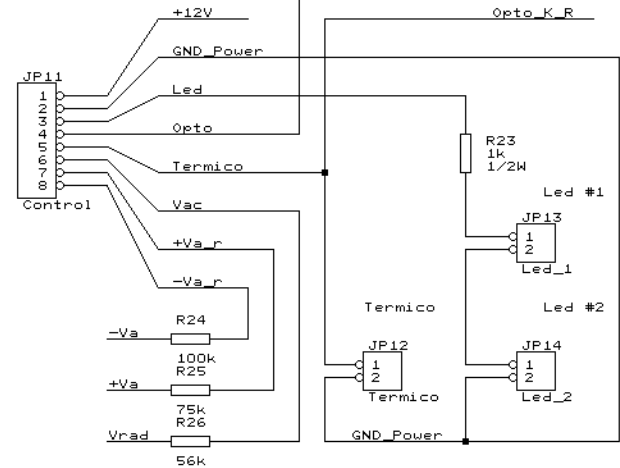 +12V
Opto_K_R
GND_Power
JP11
Led
1
2
3
4
5
6
7
8
Control
Opto
Termico
Vac
+Va_r
-Va_r
R23
1k
1/2W
Led #1
JP13
1
2
Led_1
Termico
Led #2
JP12
1
2
Termico
JP14
1
2
Led_2
-Va
R24
100k
+Va
R25
75k
Vrad
R26
56k
GND_Power